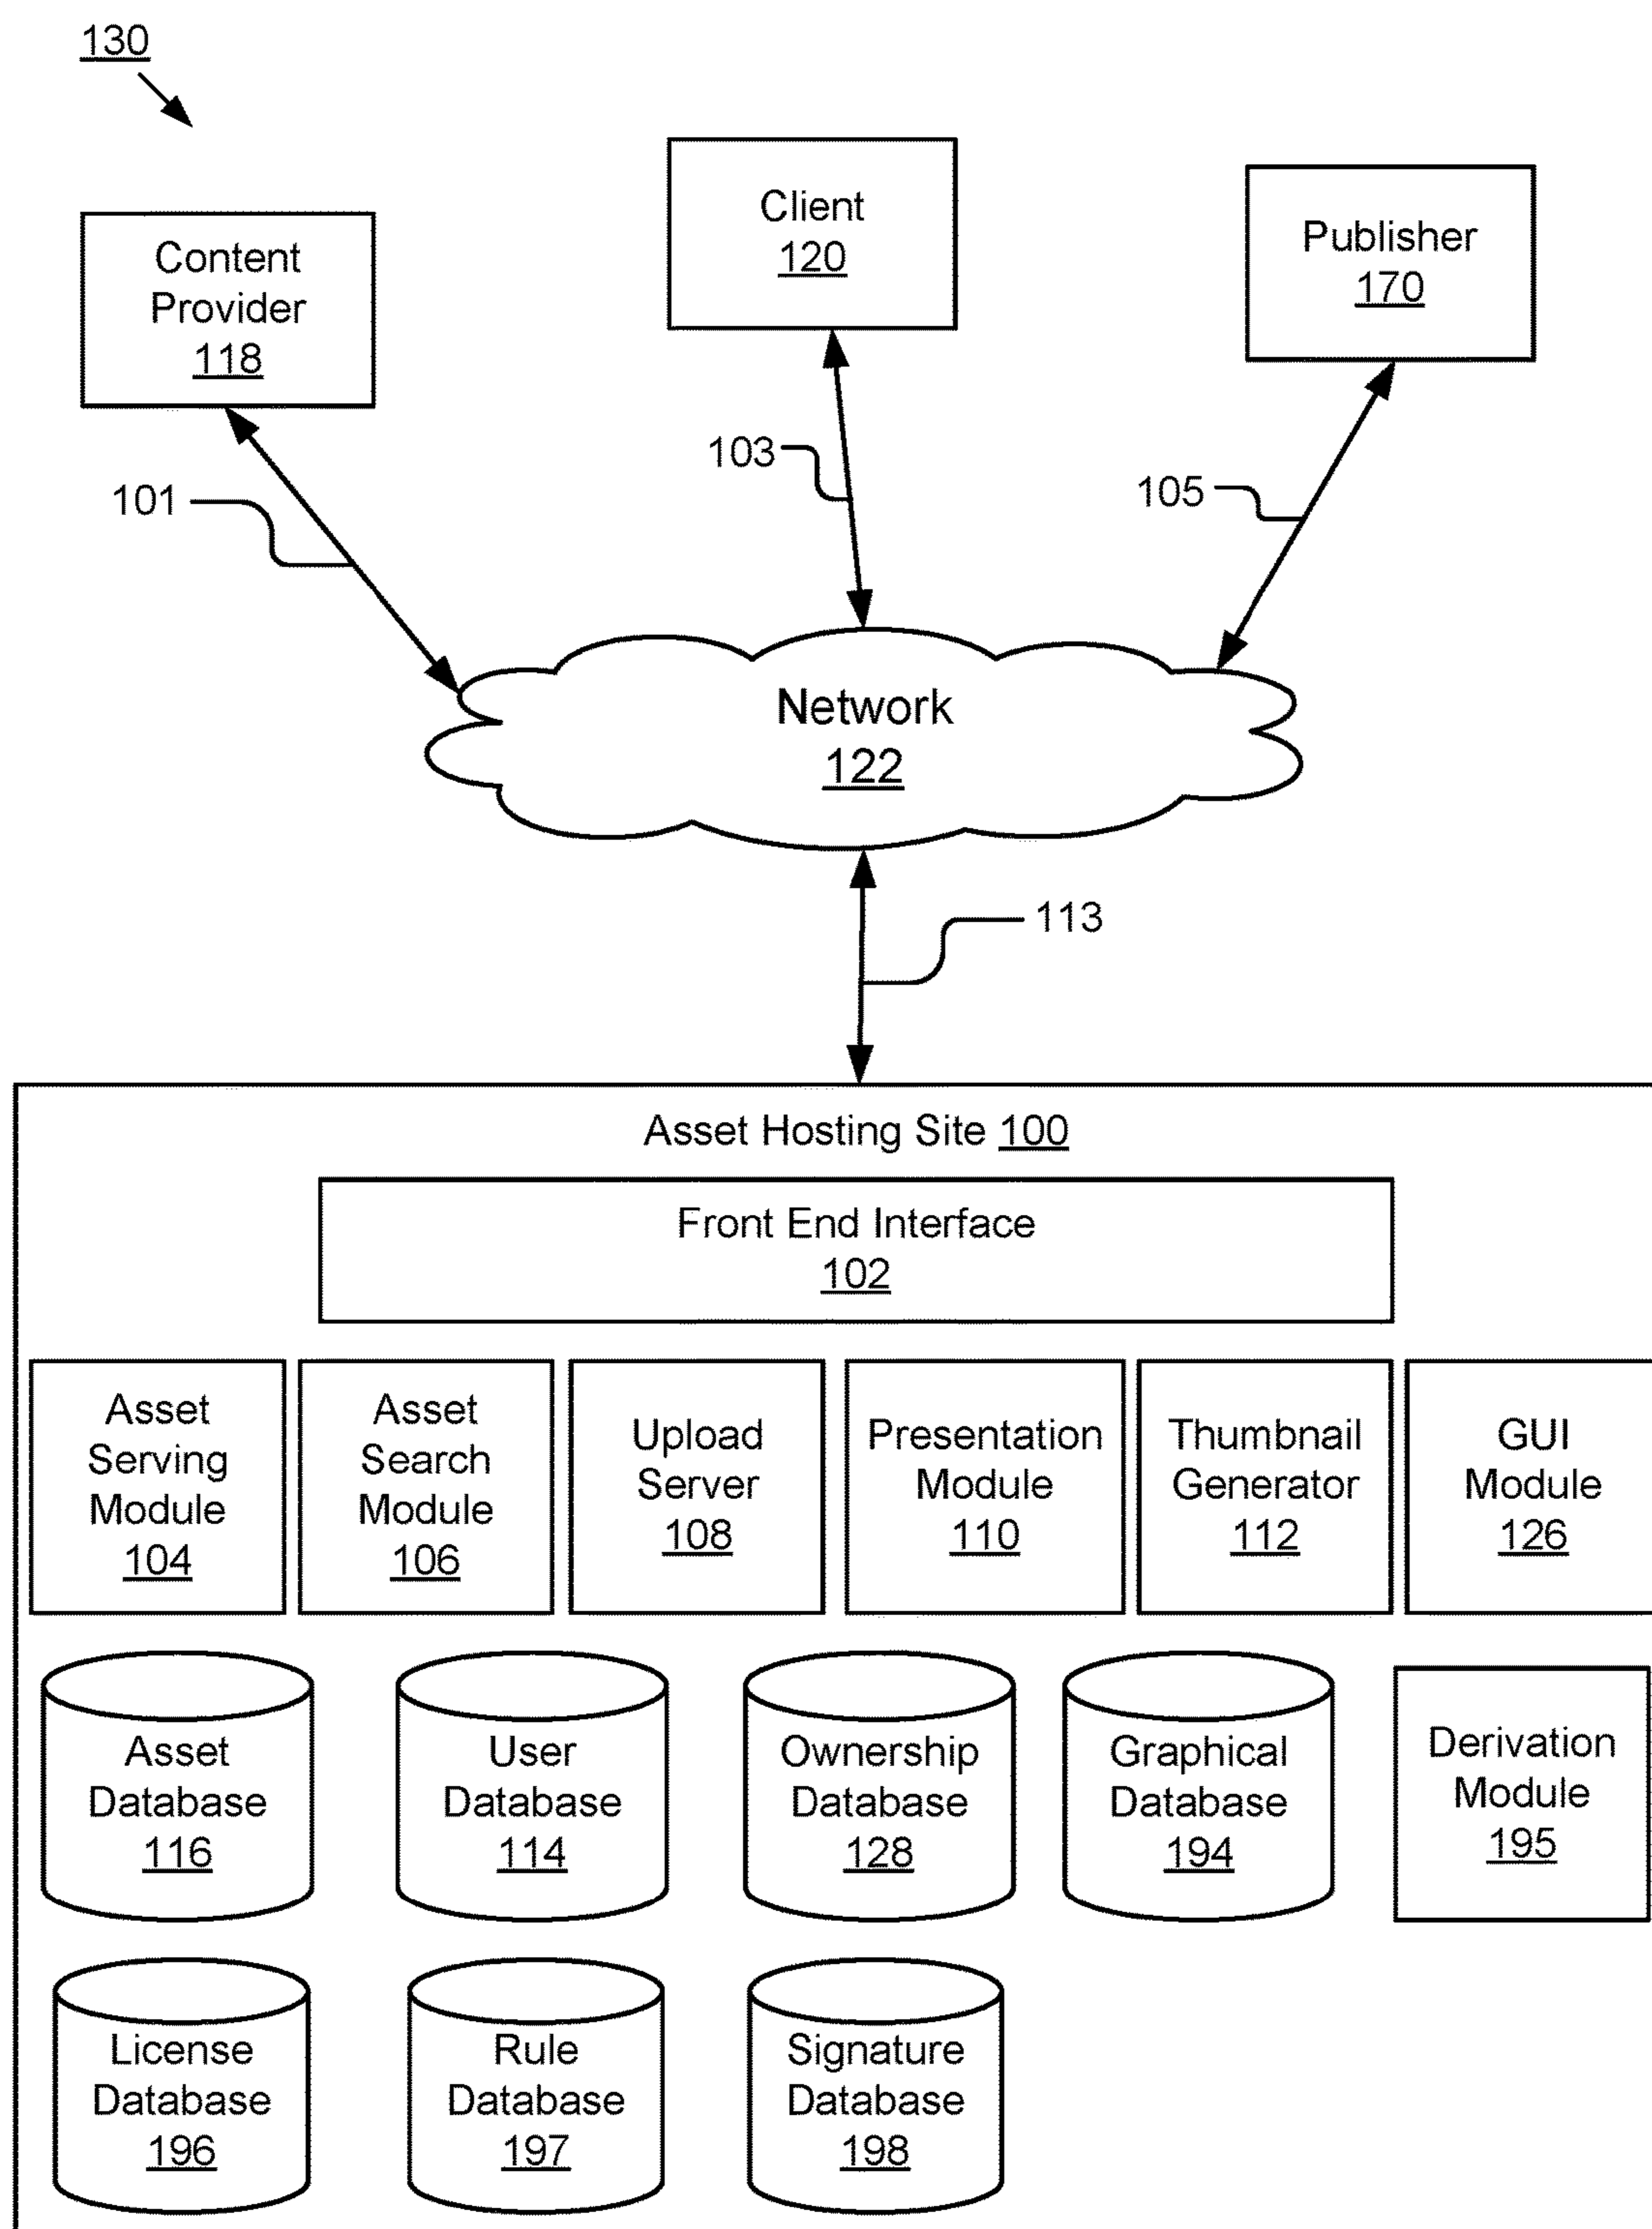 130
Content
Provider
118
Client
120
Publisher
170
101
103
105
Network
122
113
Asset Hosting Site 100
Front End Interface
102
Asset
Serving
Module
104
Asset
Search
Module
106
Upload
Server
108
Presentation
Module
110
Thumbnail
Generator
112
GUI
Module
126
Asset
Database
116
User
Database
114
Ownership
Database
128
Graphical
Database
194
Derivation
Module
195
License
Database
196
Rule
Database
197
Signature
Database
198